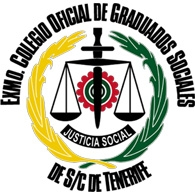 EXMO. COLEGIO OFICIAL DE GRADUADOS SOCIALES
JUSTICIA SOCIAL
DE S/C DE TENERIFE